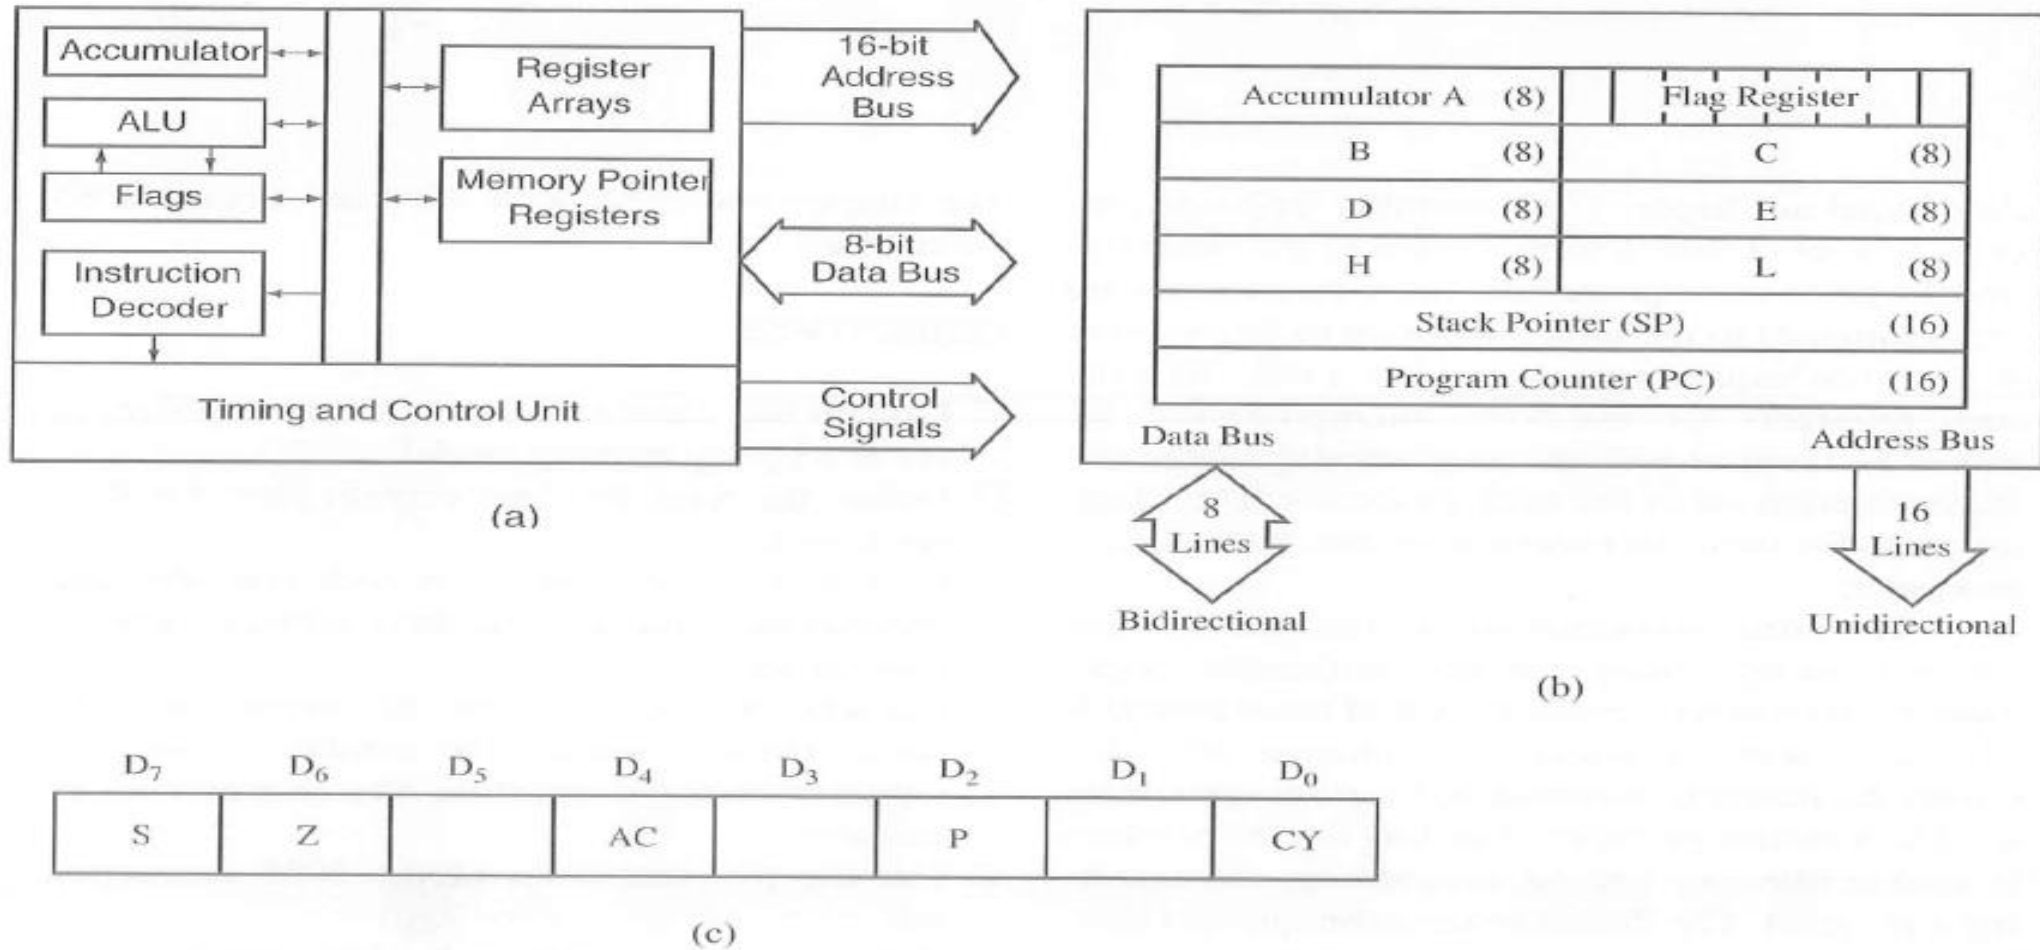 Accumulator
ALU
Flags
Instruction
Decoder
Register
Arrays
Memory Pointer
Registers
Timing and Control Unit
16-bit
Address
Bus
8-bit
Data Bus
Control
Signals
(a)
Accumulator A (8) Flag Register
B (8) C (8)
D (8) E (8)
H (8) L (8)
Stack Pointer (SP) (16)
Program Counter (PC) (16)
Data Bus Address Bus
8
Lines
Bidirectional
16
Lines
Unidirectional
(b)
D₇ D₆ D₅ D₄ D₃ D₂ D₁ D₀
S Z AC P CY
(c)